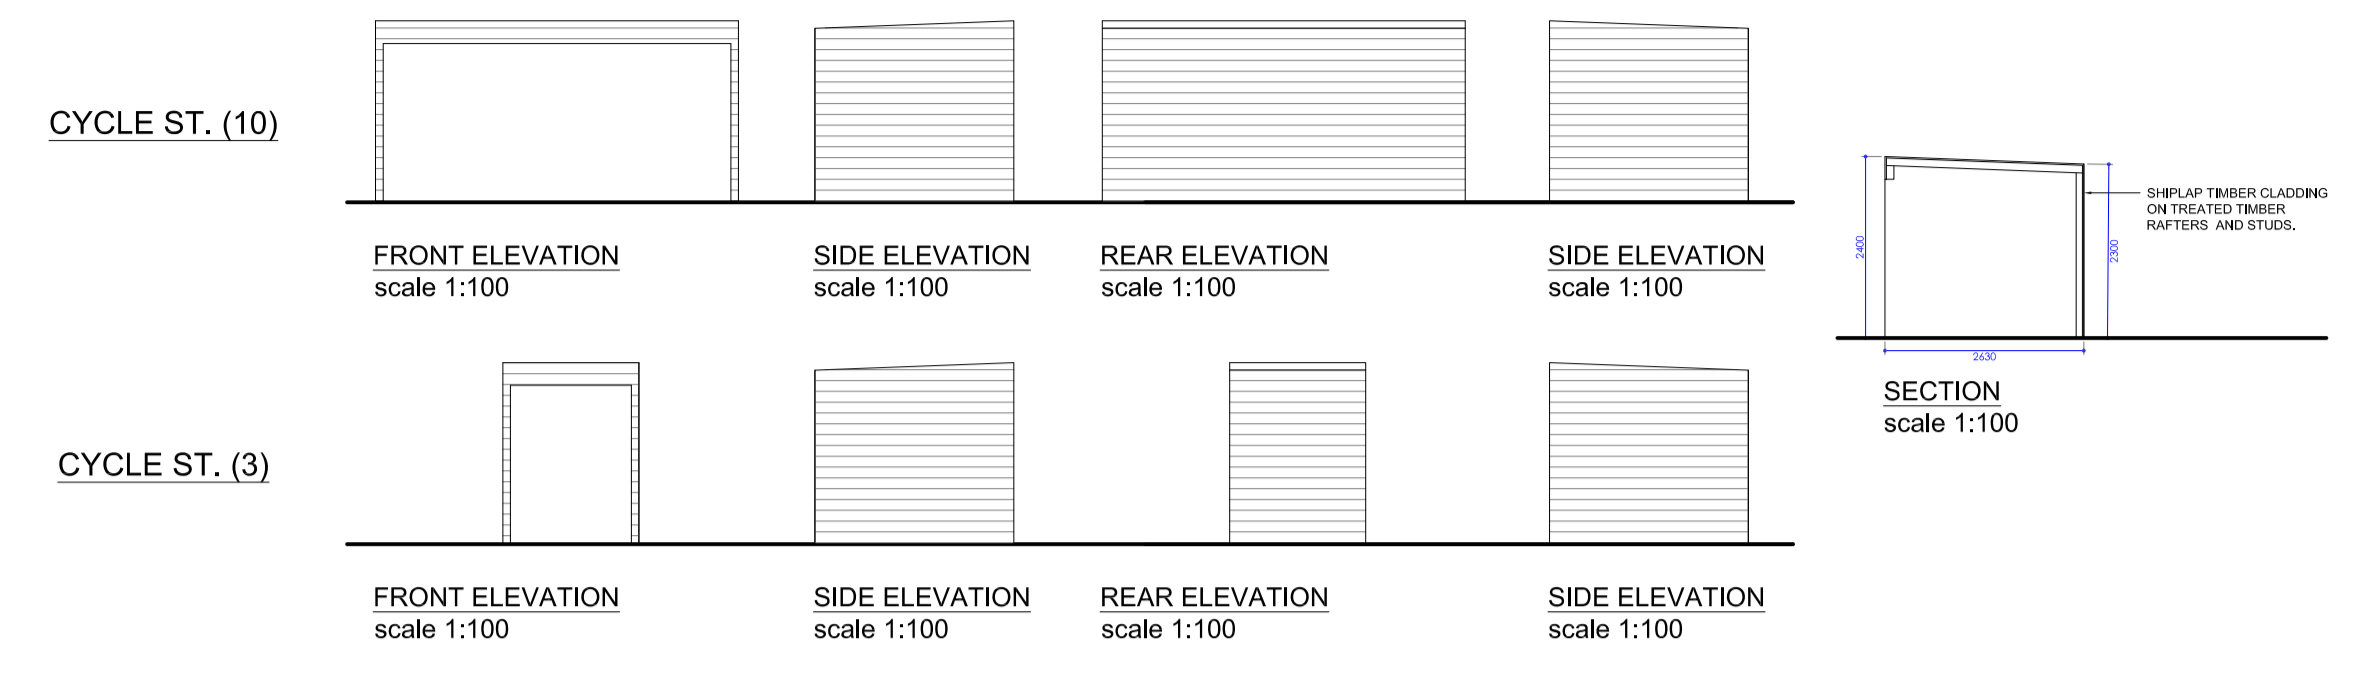 CYCLE ST. (10)
FRONT ELEVATION
scale 1:100
SIDE ELEVATION
scale 1:100
REAR ELEVATION
scale 1:100
SIDE ELEVATION
scale 1:100
2400
2300
2630
SHIPLAP TIMBER CLADDING
ON TREATED TIMBER
RAFTERS AND STUDS.
SECTION
scale 1:100
CYCLE ST. (3)
FRONT ELEVATION
scale 1:100
SIDE ELEVATION
scale 1:100
REAR ELEVATION
scale 1:100
SIDE ELEVATION
scale 1:100